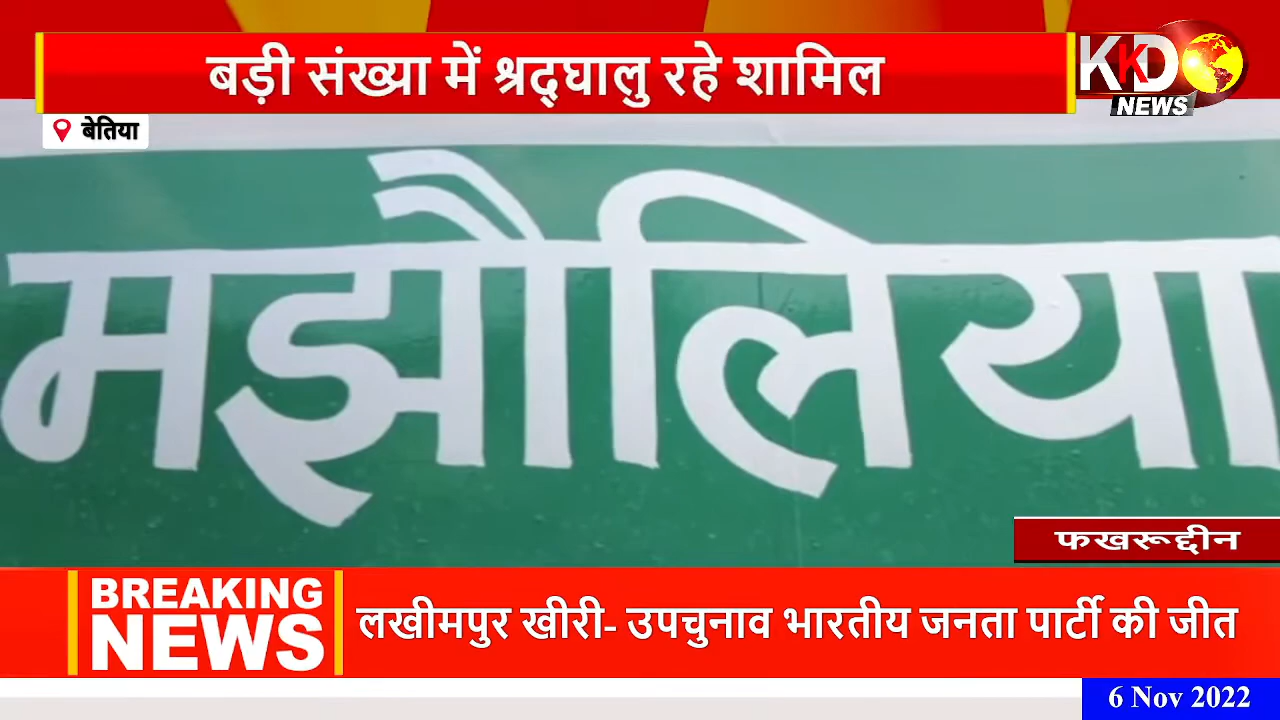 बड़ी संख्या में श्रद्घालु रहे शामिल
KKD
NEWS
बेतिया
मझौलिया
फखरूद्दीन
BREAKING
NEWS
लखीमपुर खीरी- उपचुनाव भारतीय जनता पार्टी की जीत
6 Nov 2022